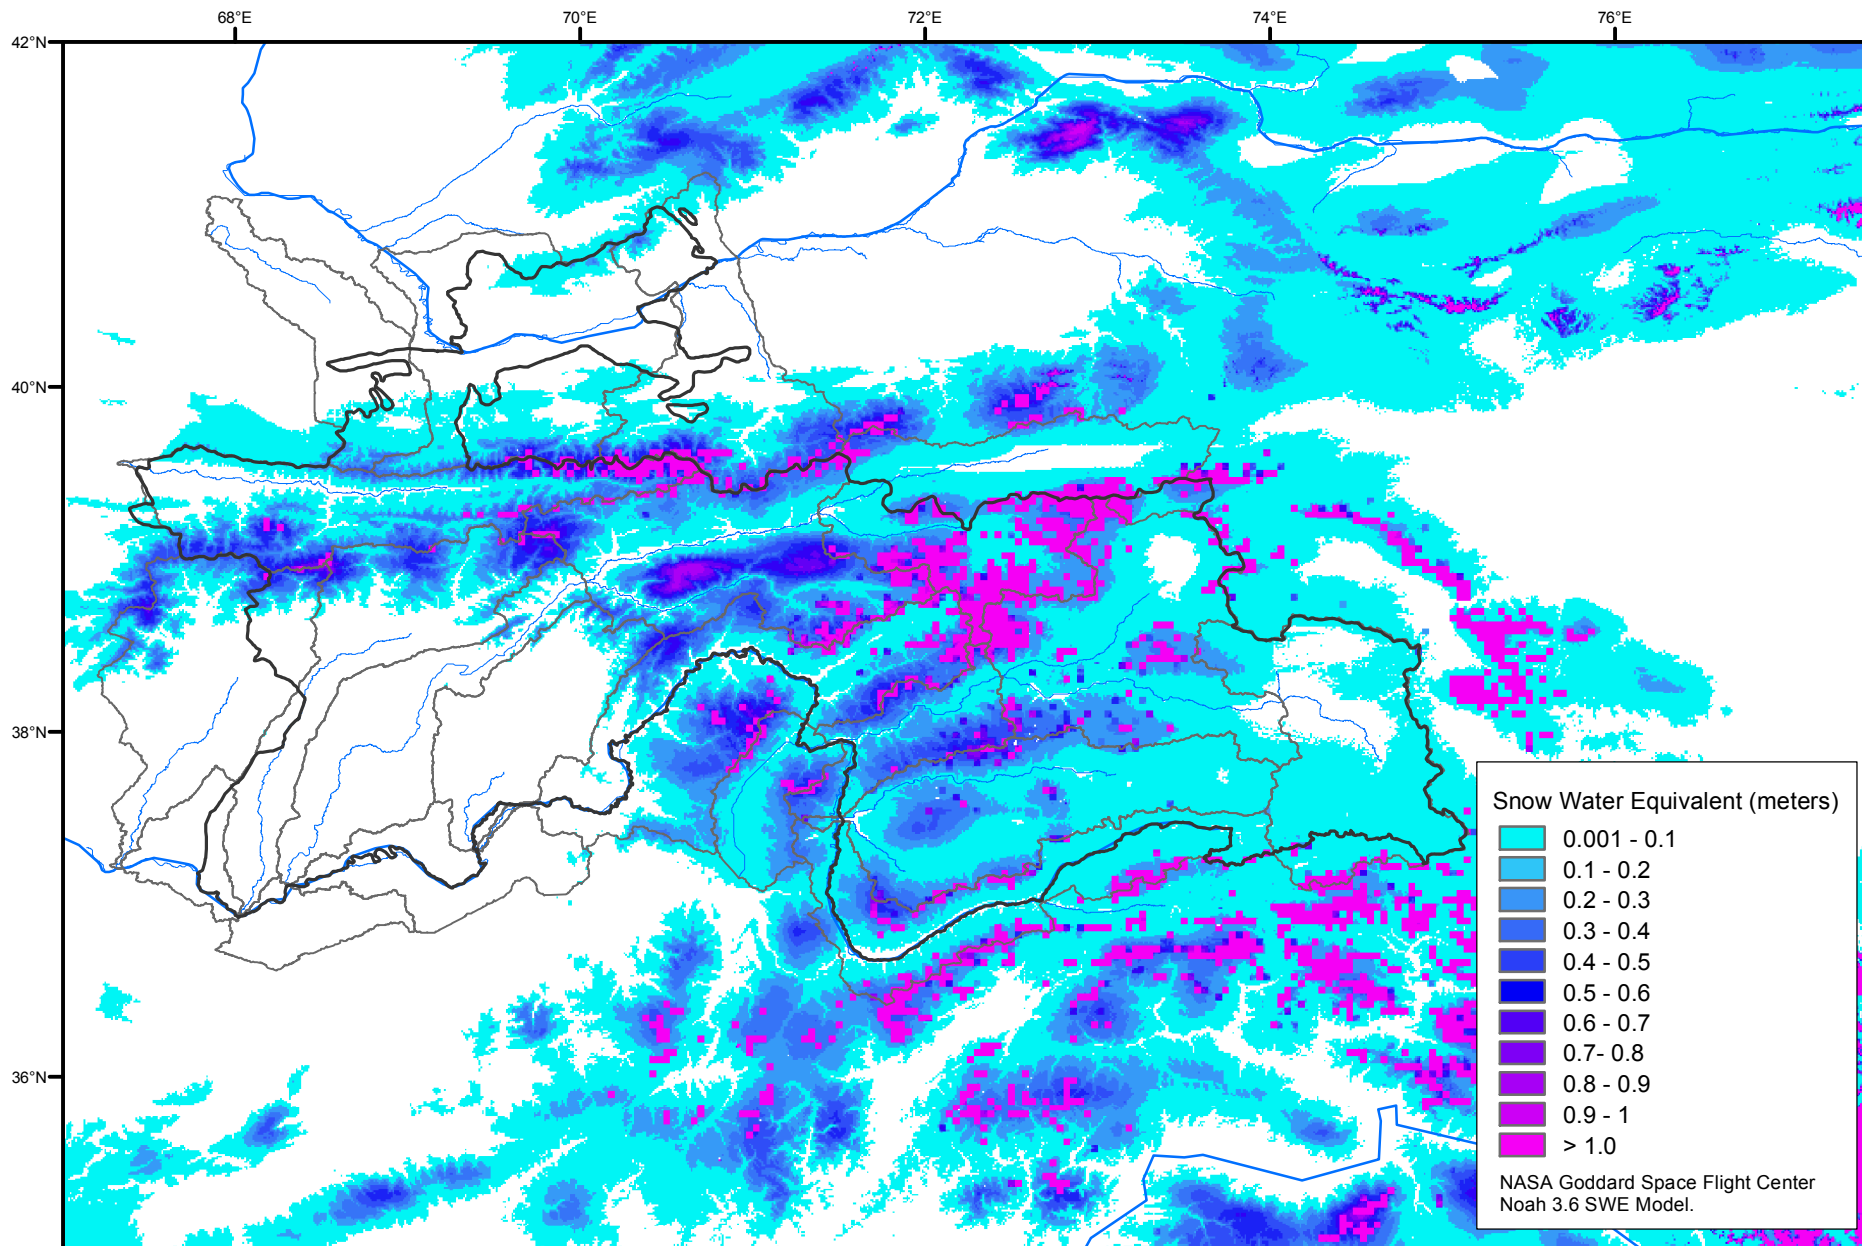 68°E
70°E
72°E
74°E
76°E
42°N
40°N
38°N
36°N
Snow Water Equivalent (meters)
0.001 - 0.1
0.1 - 0.2
0.2 - 0.3
0.3 - 0.4
0.4 - 0.5
0.5 - 0.6
0.6 - 0.7
0.7- 0.8
0.8 - 0.9
0.9 - 1
> 1.0
NASA Goddard Space Flight Center
Noah 3.6 SWE Model.